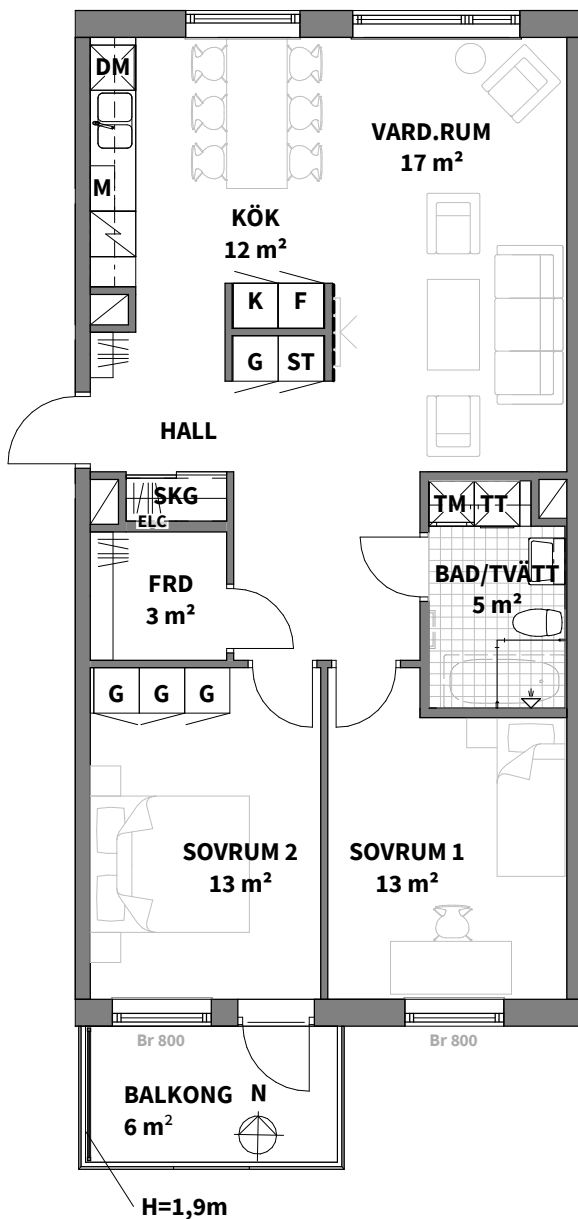 DM
VARD.RUM
17 m²
M
KÖK
12 m²
K F
G ST
HALL
SKG
ELC
TM TT
FRD
3 m²
BAD/TVÄTT
5 m²
G G G
SOVRUM 2
13 m²
SOVRUM 1
13 m²
Br 800
Br 800
BALKONG
6 m²
N
H=1,9m